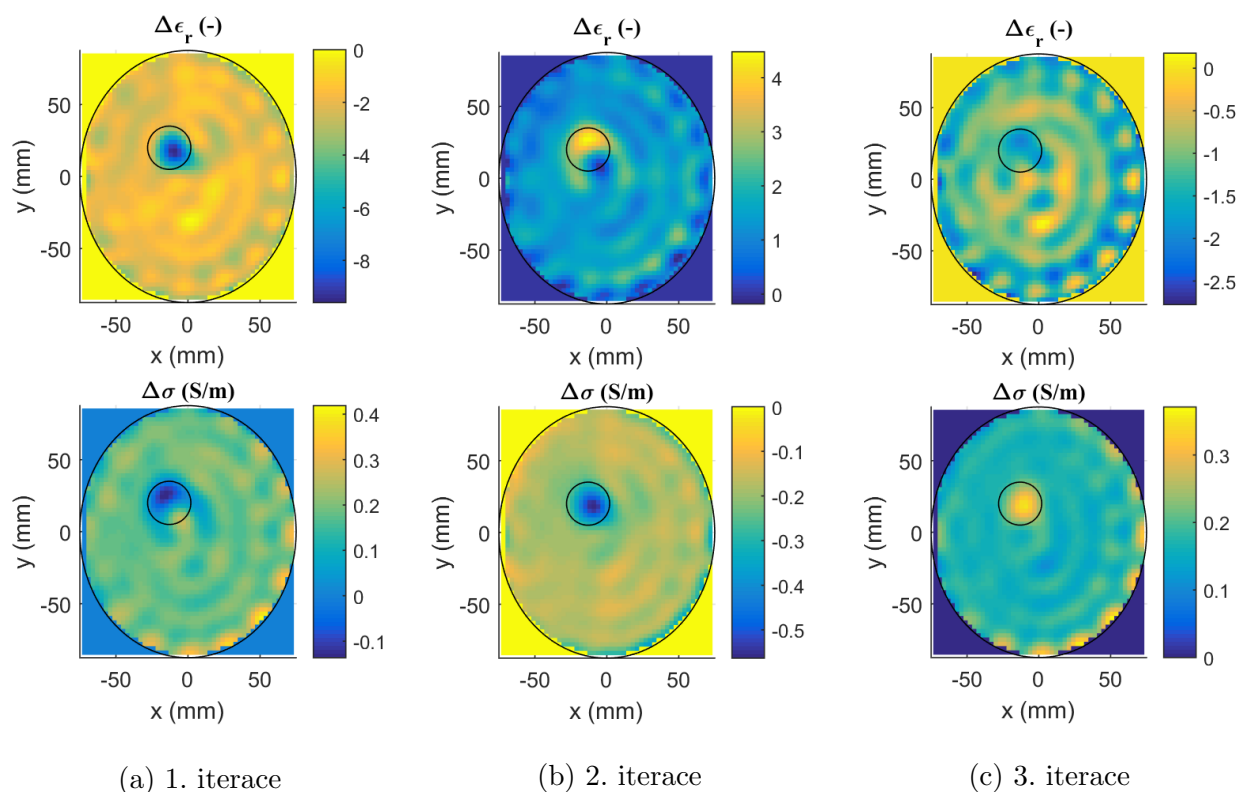 Δϵr (-)
0
-2
-4
-6
-8
50
0
-50
y (mm)
-50 0 50
x (mm)
Δϵr (-)
4
3
2
1
0
50
0
-50
y (mm)
-50 0 50
x (mm)
Δϵr (-)
0
-0.5
-1
-1.5
-2
-2.5
50
0
-50
y (mm)
-50 0 50
x (mm)
Δσ (S/m)
0.4
0.3
0.2
0.1
0
-0.1
50
0
-50
y (mm)
-50 0 50
x (mm)
Δσ (S/m)
0
-0.1
-0.2
-0.3
-0.4
-0.5
50
0
-50
y (mm)
-50 0 50
x (mm)
Δσ (S/m)
0.3
0.2
0.1
0
50
0
-50
y (mm)
-50 0 50
x (mm)
(a) 1. iterace
(b) 2. iterace
(c) 3. iterace